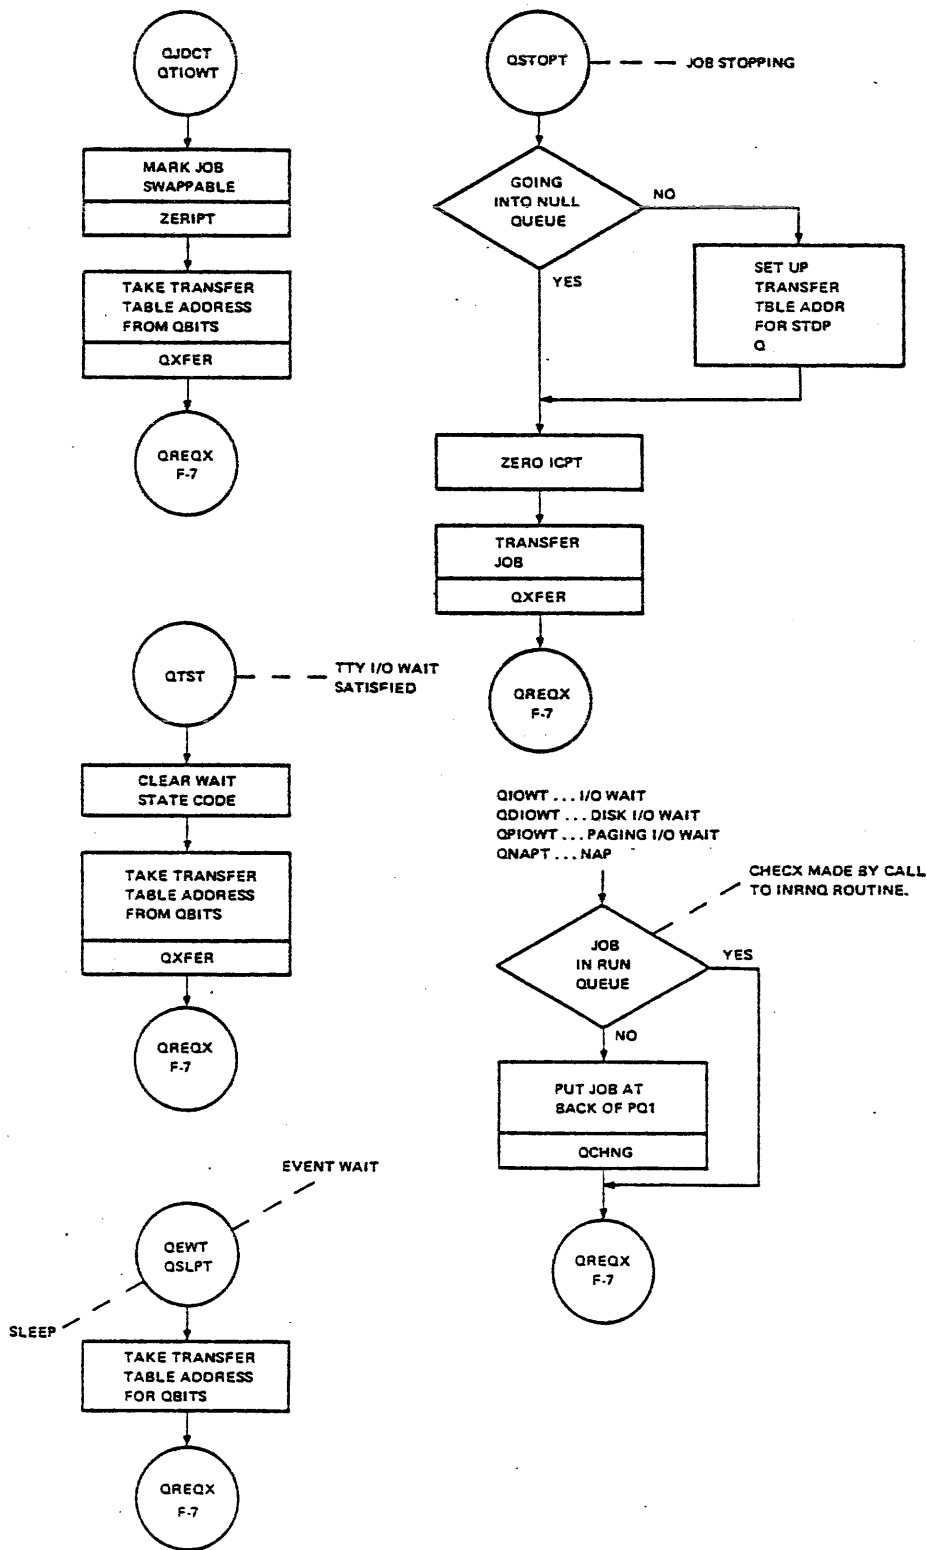 QJDCT
QTIOWT
MARK JOB
SWAPPABLE
ZERIPT
TAKE TRANSFER
TABLE ADDRESS
FROM QBITS
QXFER
QREQX
F-7
QSTOPT
JOB STOPPING
GOING
INTO NULL
QUEUE
NO
YES
SET UP
TRANSFER
TBLE ADDR
FOR STOP
Q
ZERO ICPT
TRANSFER
JOB
QXFER
QREQX
F-7
QTST
TTY I/O WAIT
SATISFIED
CLEAR WAIT
STATE CODE
TAKE TRANSFER
TABLE ADDRESS
FROM QBITS
QXFER
QREQX
F-7
QIOWT ... I/O WAIT
QDIOWT ... DISK I/O WAIT
QPIOWT ... PAGING I/O WAIT
QNAPT ... NAP
CHECX MADE BY CALL
TO INRNQ ROUTINE.
JOB
IN RUN
QUEUE
YES
NO
PUT JOB AT
BACK OF PQ1
QCHNG
QREQX
F-7
EVENT WAIT
QEWT
QSLPT
SLEEP
TAKE TRANSFER
TABLE ADDRESS
FOR QBITS
QREQX
F-7